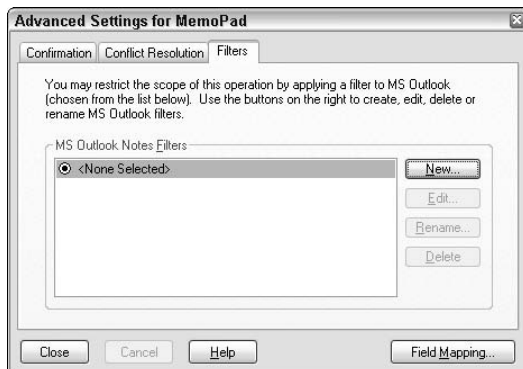 Advanced Settings for MemoPad
Confirmation Conflict Resolution Filters
You may restrict the scope of this operation by applying a filter to MS Outlook
(chosen from the list below). Use the buttons on the right to create, edit, delete or
rename MS Outlook filters.
MS Outlook Notes Filters
<None Selected>
New...
Edit...
Rename...
Delete
Close Cancel Help Field Mapping...